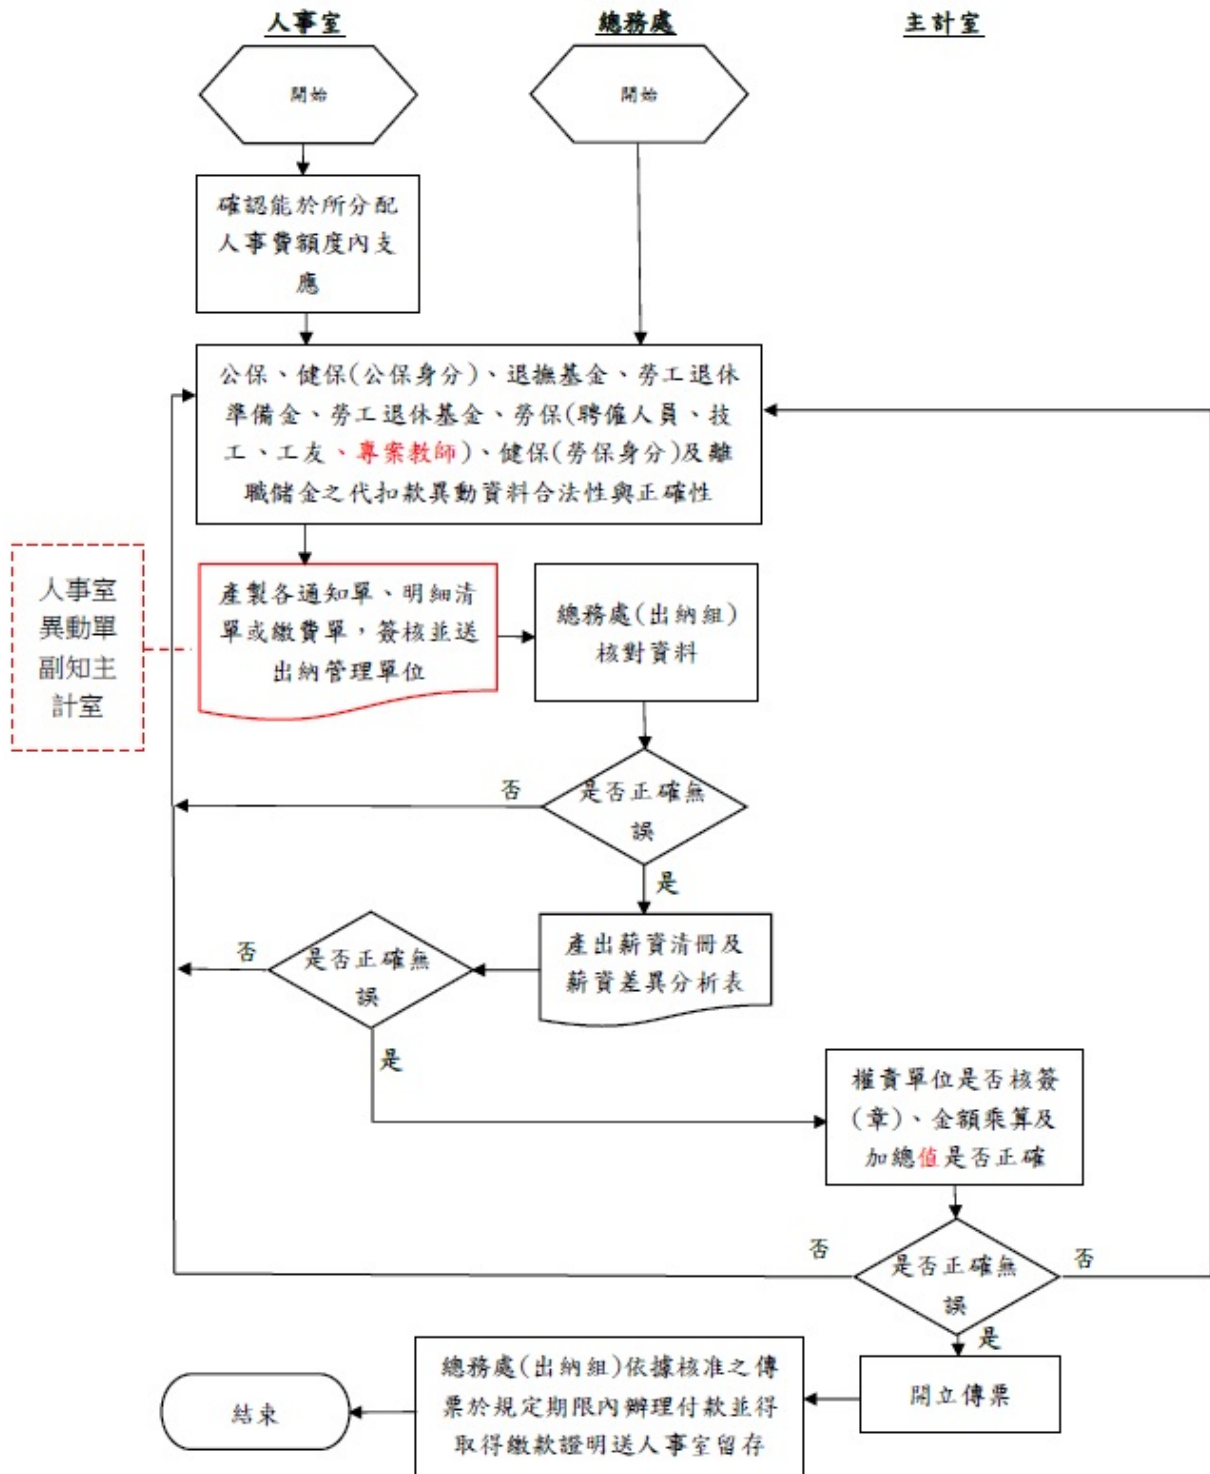 人事室
總務處
主計室
開始
開始
確認能於所分配
人事費額度內支
應
公保、健保(公保身分)、退撫基金、勞工退休
準備金、勞工退休基金、勞保(聘僱人員、技
工、工友、專案教師)、健保(勞保身分)及離
職儲金之代扣款異動資料合法性與正確性
人事室
異動單
副知主
計室
產製各通知單、明細清
單或繳費單，簽核並送
出納管理單位
總務處(出納組)
核對資料
否
是否正確無
誤
是
否
是否正確無
誤
產出薪資清冊及
薪資差異分析表
是
權責單位是否核簽
(章)、金額乘算及
加總值是否正確
否
是否正確無
誤
否
是
總務處(出納組)依據核准之傳
票於規定期限內辦理付款並得
取得繳款證明送人事室留存
開立傳票
結束